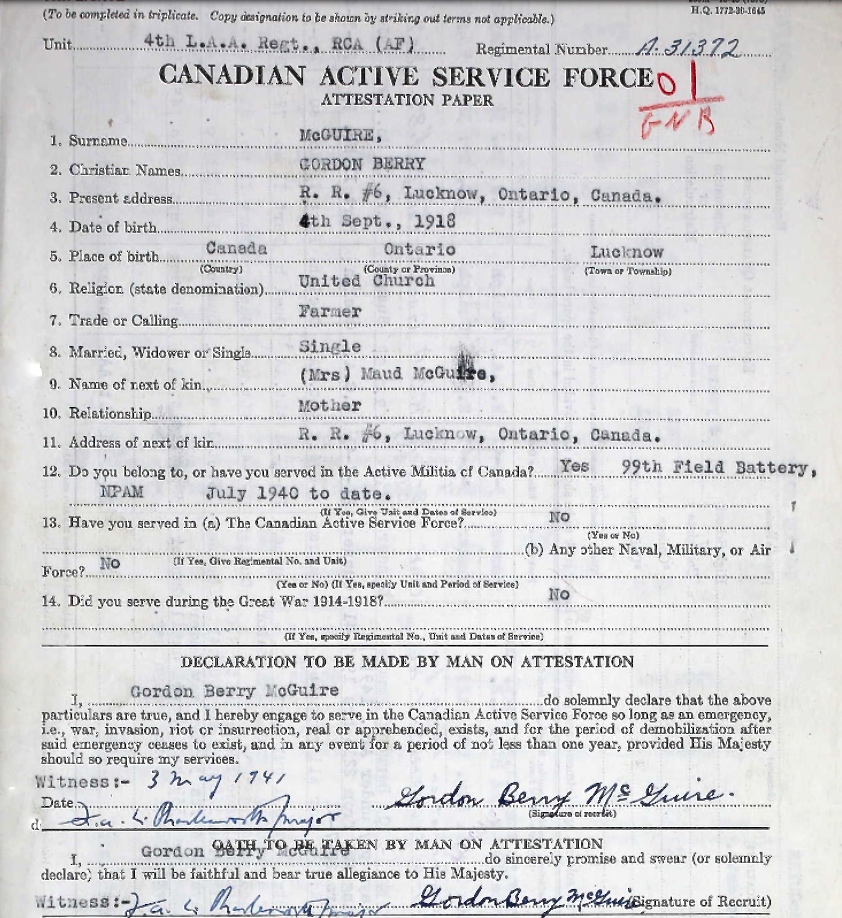 (To be completed in triplicate. Copy designation to be shown by striking out terms not applicable.)
H.Q. 1772-39-1645
Unit 4th L.A.A. Regt., RCA (AF) Regimental Number A 31372
CANADIAN ACTIVE SERVICE FORCE
01
GNB
ATTESTATION PAPER
1. Surname McGUIRE,
2. Christian Names GORDON BERRY
3. Present address R. R. #6, Lucknow, Ontario, Canada.
4. Date of birth 4th Sept., 1918
5. Place of birth Canada Ontario Lucknow
(Country) (County or Province) (Town or Township)
6. Religion (state denomination) United Church
7. Trade or Calling Farmer
8. Married, Widower or Single Single
9. Name of next of kin (Mrs) Maud McGuire,
10. Relationship Mother
11. Address of next of kin R. R. #6, Lucknow, Ontario, Canada.
12. Do you belong to, or have you served in the Active Militia of Canada? Yes 99th Field Battery,
NPAM July 1940 to date.
(If Yes, Give Unit and Dates of Service)
13. Have you served in (a) The Canadian Active Service Force? No
(Yes or No)
(b) Any other Naval, Military, or Air
(If Yes, Give Regimental No. and Unit)
Force? No
(Yes or No) (If Yes, specify Unit and Period of Service)
14. Did you serve during the Great War 1914-1918? No
(If Yes, specify Regimental No., Unit and Dates of Service)
DECLARATION TO BE MADE BY MAN ON ATTESTATION
I, Gordon Berry McGuire do solemnly declare that the above
particulars are true, and I hereby engage to serve in the Canadian Active Service Force so long as an emergency,
i.e., war, invasion, riot or insurrection, real or apprehended, exists, and for the period of demobilization after
said emergency ceases to exist, and in any event for a period of not less than one year, provided His Majesty
should so require my services.
Witness:- 3 May 1941
Date Gordon Berry McGuire.
(Signature of recruit)
major
OATH TO BE TAKEN BY MAN ON ATTESTATION
I, Gordon Berry McGuire do sincerely promise and swear (or solemnly
declare) that I will be faithful and bear true allegiance to His Majesty.
Witness:- major Gordon Berry McGuire (Signature of Recruit)